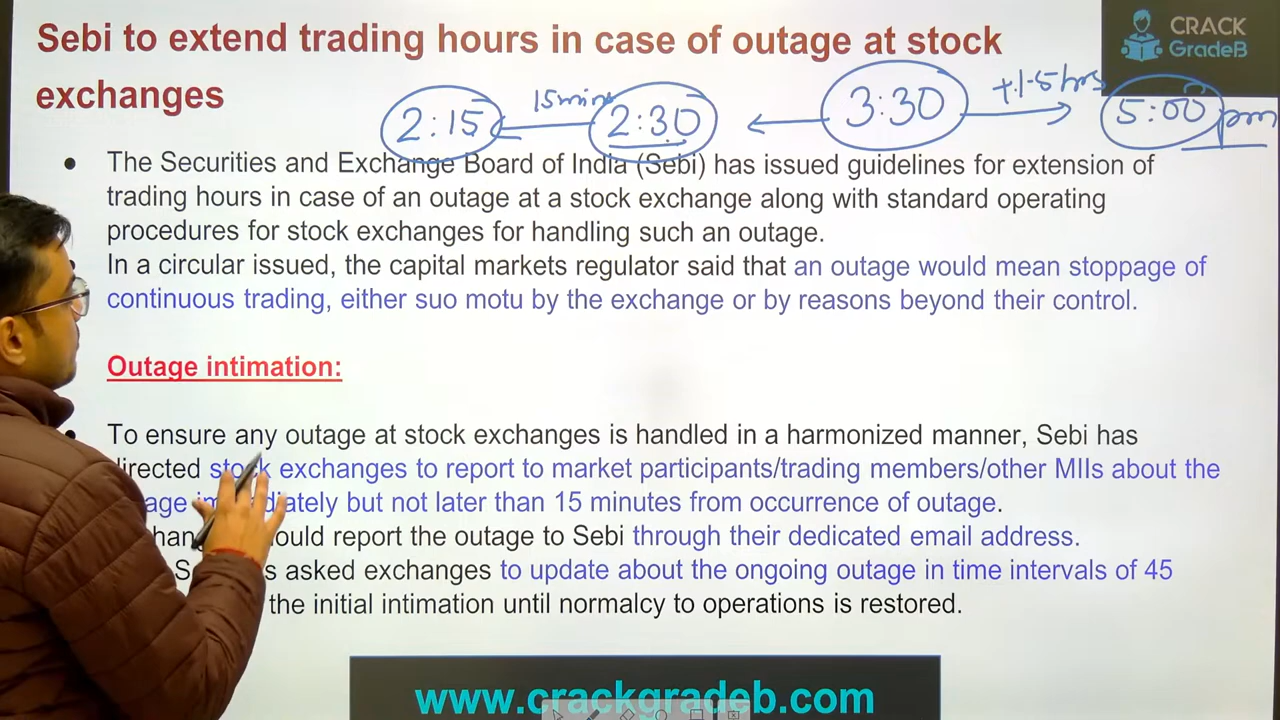 Sebi to extend trading hours in case of outage at stock
exchanges
CRACK
GradeB
2:15 15mins 2:30 3:30 +1.5hrs 5:00 pm
The Securities and Exchange Board of India (Sebi) has issued guidelines for extension of
trading hours in case of an outage at a stock exchange along with standard operating
procedures for stock exchanges for handling such an outage.
In a circular issued, the capital markets regulator said that an outage would mean stoppage of
continuous trading, either suo motu by the exchange or by reasons beyond their control.
Outage intimation:
To ensure any outage at stock exchanges is handled in a harmonized manner, Sebi has
directed stock exchanges to report to market participants/trading members/other MIIs about the
immediately but not later than 15 minutes from occurrence of outage.
report the outage to Sebi through their dedicated email address.
asked exchanges to update about the ongoing outage in time intervals of 45
the initial intimation until normalcy to operations is restored.
www.crackgradeb.com